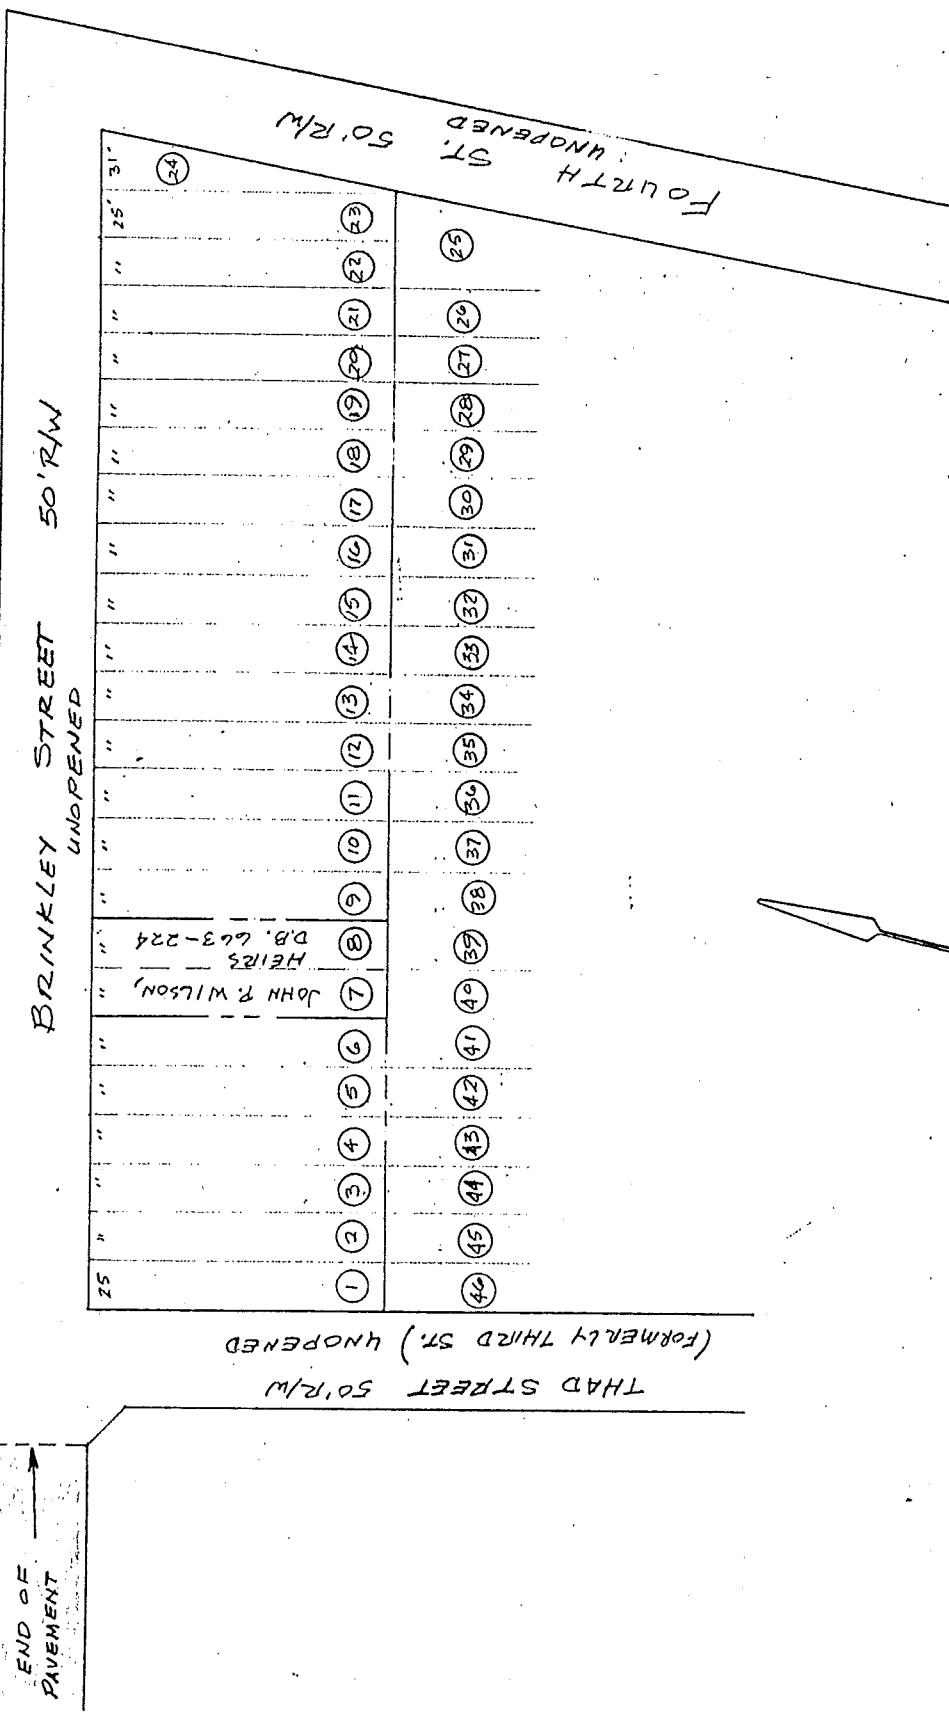 BRINKLEY STREET 50' R/W
UNOPENED
FOURTH ST. 50' R/W
UNOPENED
THAD STREET 50' R/W
(FORMERLY THIRD ST.) UNOPENED
END OF
PAVEMENT
25 " " " " " " " " " " " " " " " " " " " " " 25' 31'
1 2 3 4 5 6 7 8 9 10 11 12 13 14 15 16 17 18 19 20 21 22 23 24
JOHN P. WILSON,
HEIRS
D.B. 663-224
46 45 44 43 42 41 40 39 38 37 36 35 34 33 32 31 30 29 28 27 26 25